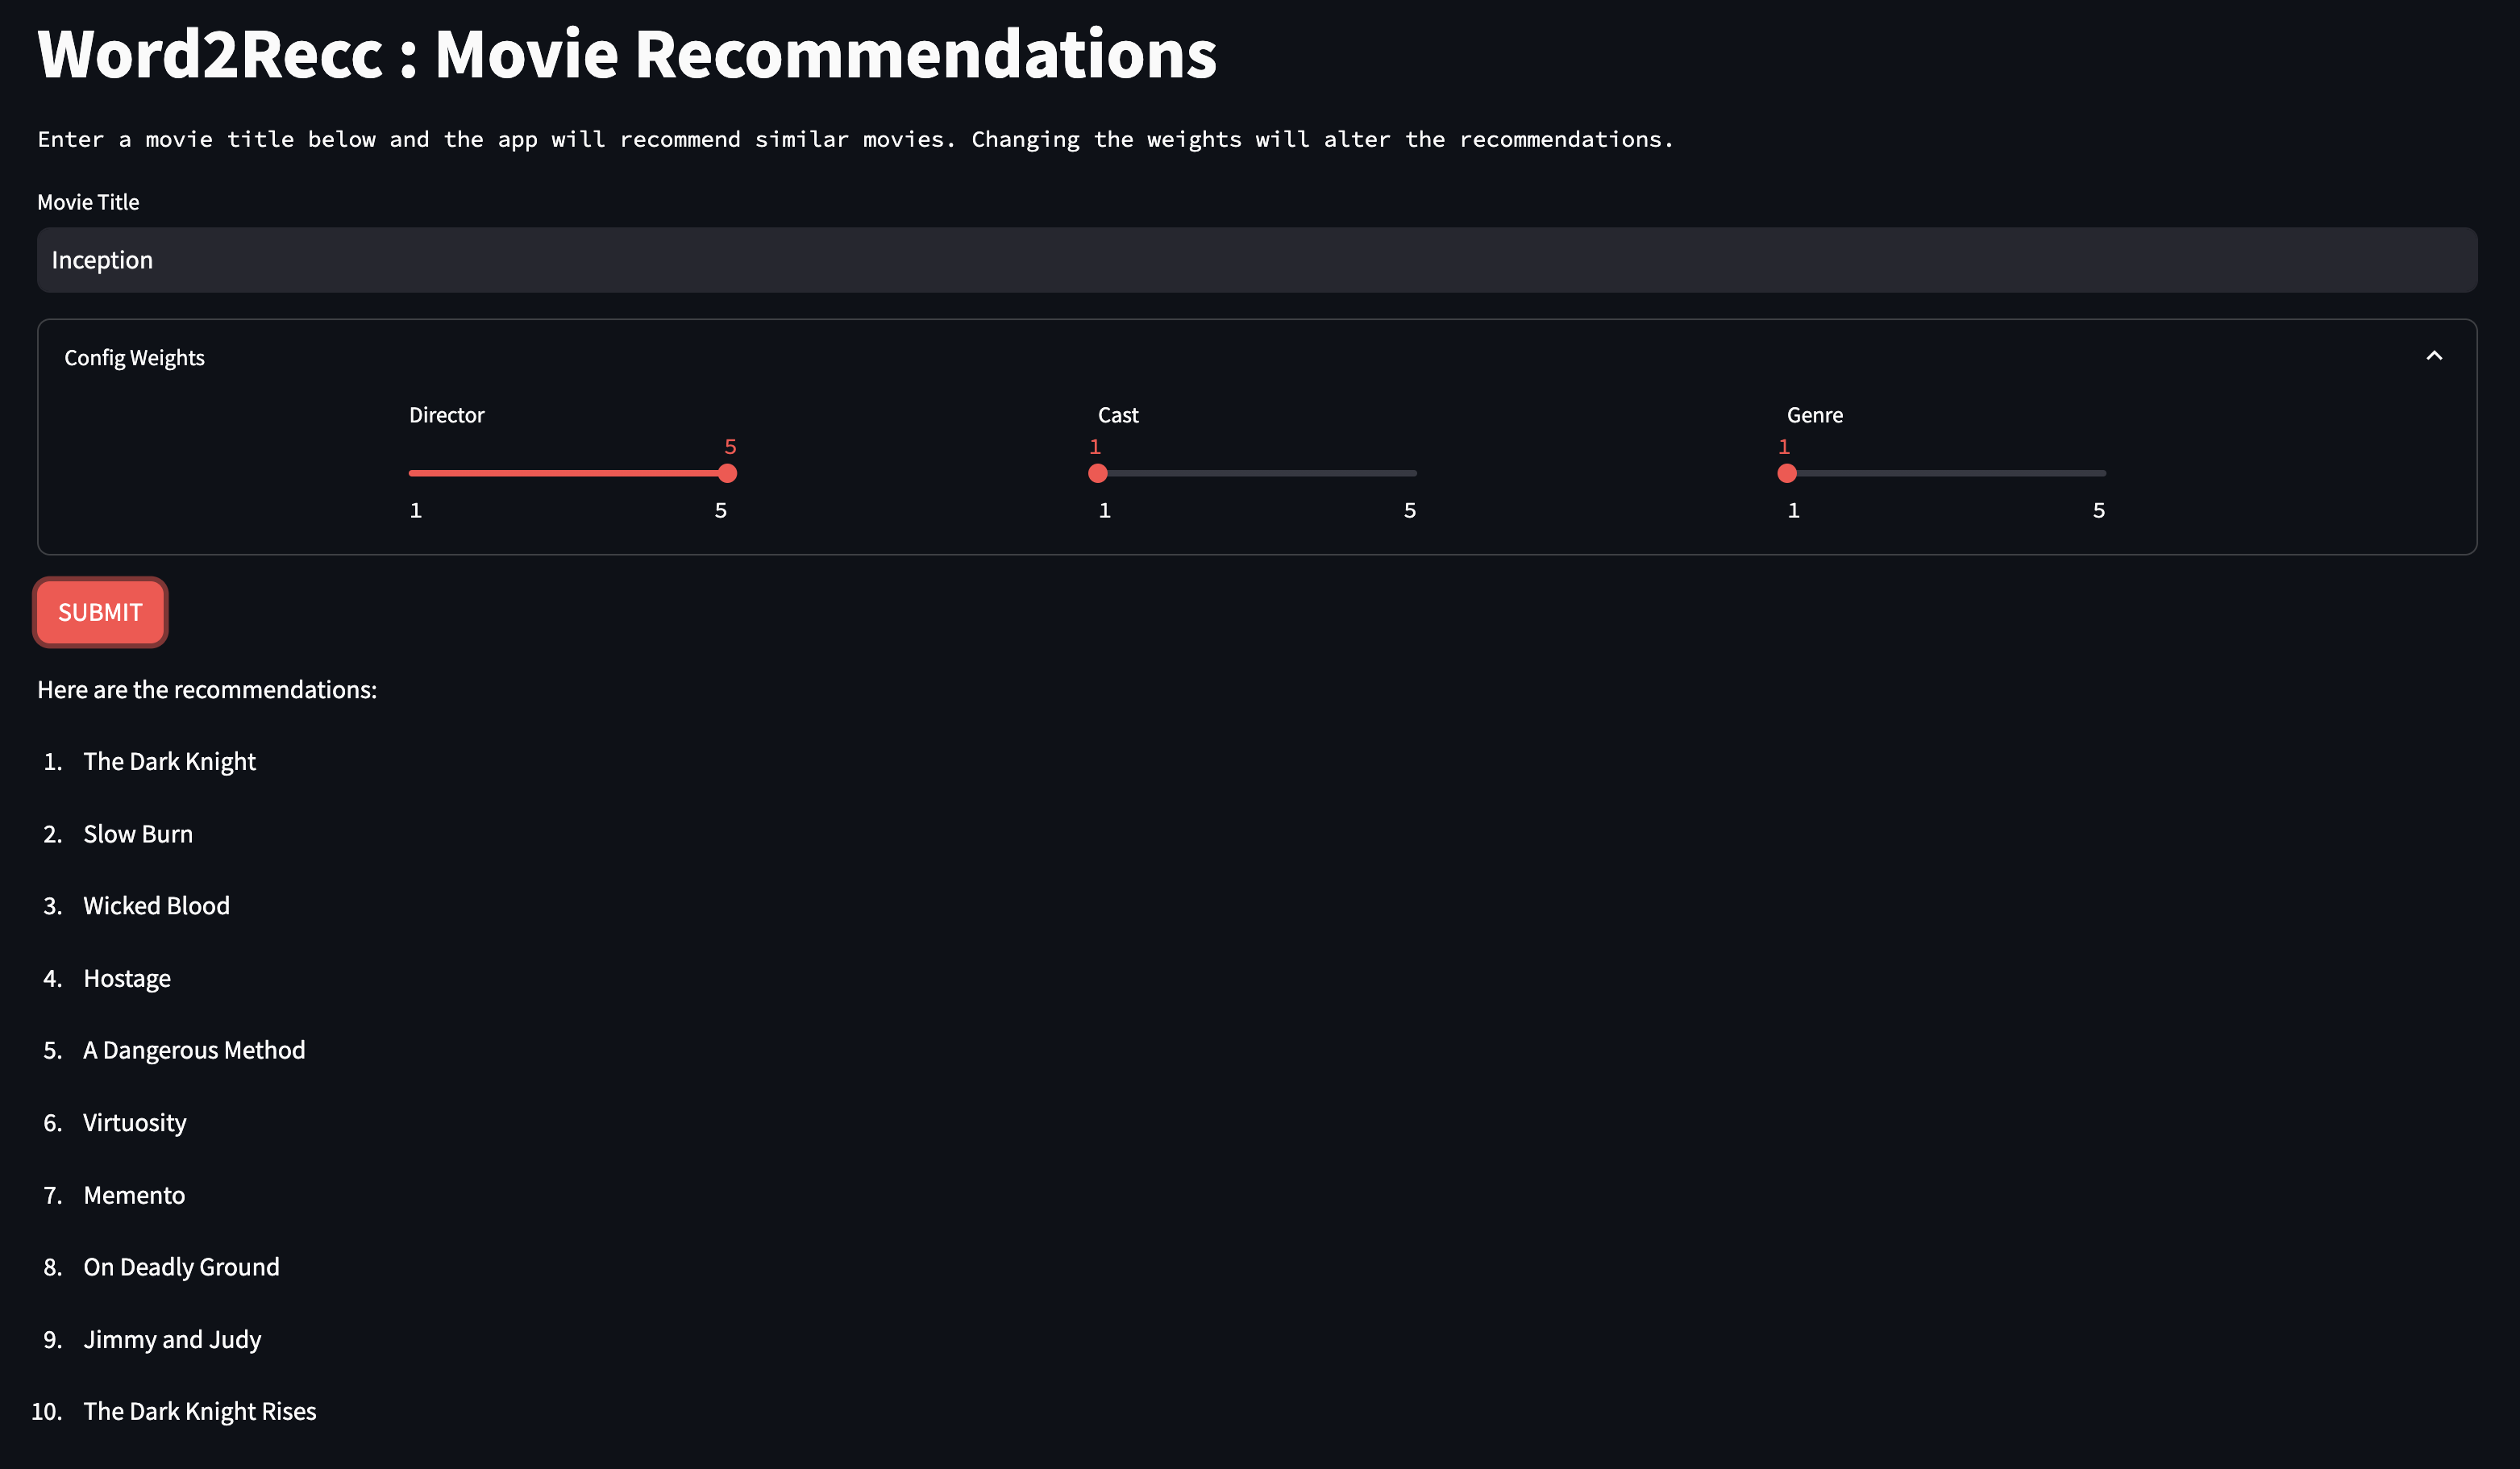 Word2Recc : Movie Recommendations
Enter a movie title below and the app will recommend similar movies. Changing the weights will alter the recommendations.
Movie Title
Inception
Config Weights
Director Cast Genre
5 1 1
1 5 1 5 1 5
SUBMIT
Here are the recommendations:
1. The Dark Knight
2. Slow Burn
3. Wicked Blood
4. Hostage
5. A Dangerous Method
6. Virtuosity
7. Memento
8. On Deadly Ground
9. Jimmy and Judy
10. The Dark Knight Rises